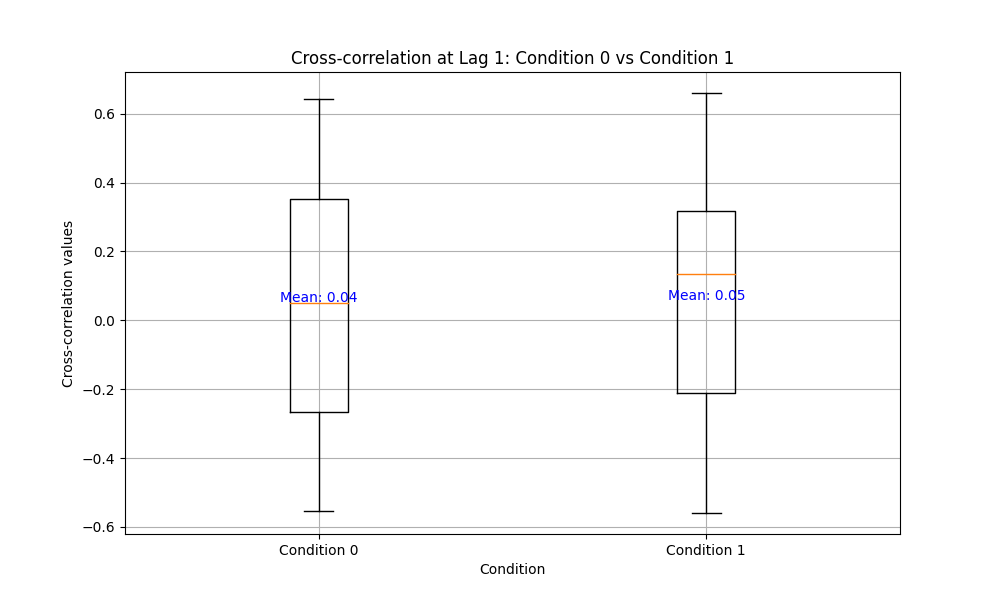 Cross-correlation at Lag 1: Condition 0 vs Condition 1
Cross-correlation values
0.6
0.4
0.2
0.0
−0.2
−0.4
−0.6
Mean: 0.04
Mean: 0.05
Condition 0
Condition 1
Condition